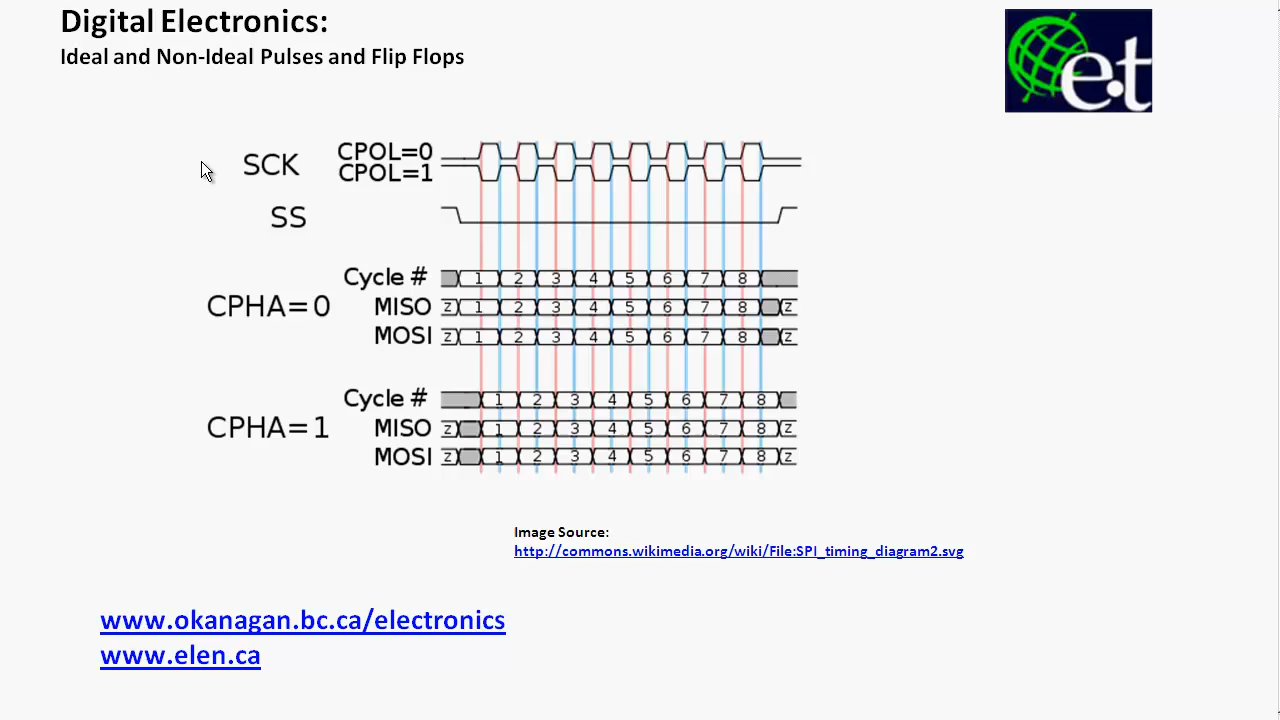 Digital Electronics:
Ideal and Non-Ideal Pulses and Flip Flops
e.t
SCK CPOL=0
CPOL=1
SS
Cycle # 1 2 3 4 5 6 7 8
CPHA=0 MISO z 1 2 3 4 5 6 7 8 z
MOSI z 1 2 3 4 5 6 7 8 z
Cycle # 1 2 3 4 5 6 7 8
CPHA=1 MISO z 1 2 3 4 5 6 7 8 z
MOSI z 1 2 3 4 5 6 7 8 z
Image Source:
http://commons.wikimedia.org/wiki/File:SPI_timing_diagram2.svg
www.okanagan.bc.ca/electronics
www.elen.ca